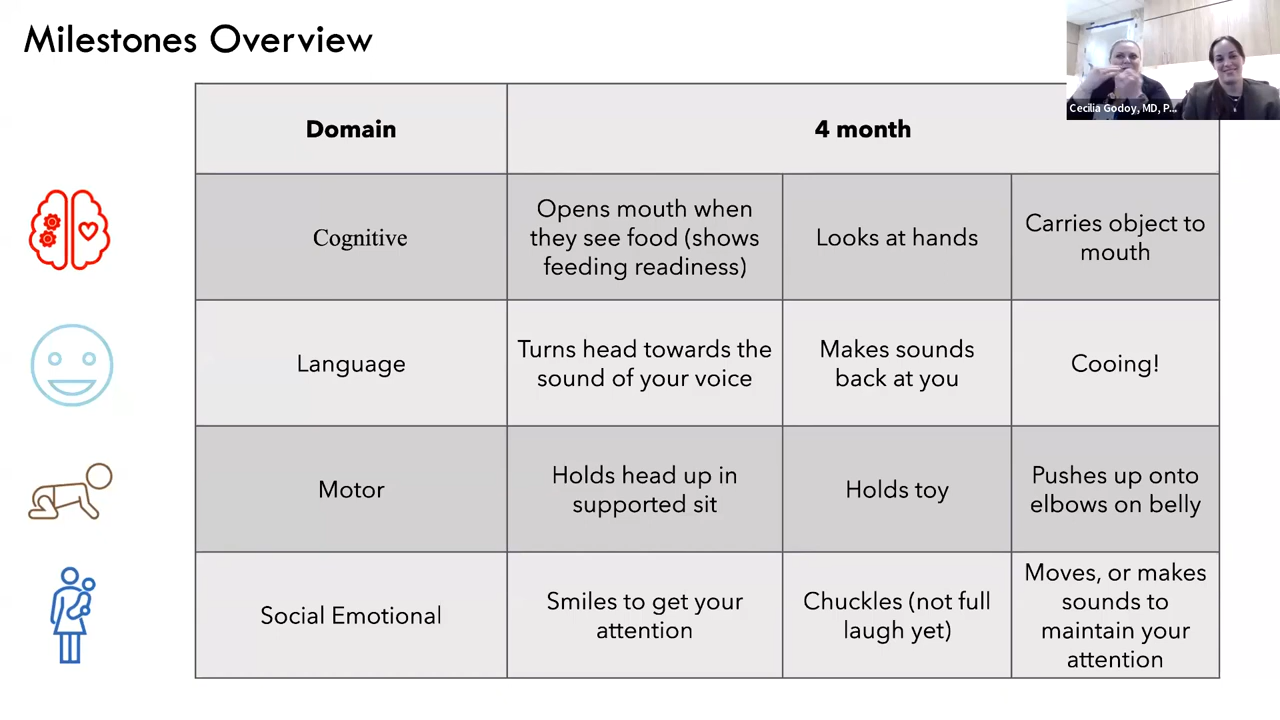 Milestones Overview
Cecilia Godoy, MD, P...
Domain
4 month
Cognitive
Opens mouth when
they see food (shows
feeding readiness)
Looks at hands
Carries object to
mouth
Language
Turns head towards the
sound of your voice
Makes sounds
back at you
Cooing!
Motor
Holds head up in
supported sit
Holds toy
Pushes up onto
elbows on belly
Social Emotional
Smiles to get your
attention
Chuckles (not full
laugh yet)
Moves, or makes
sounds to
maintain your
attention